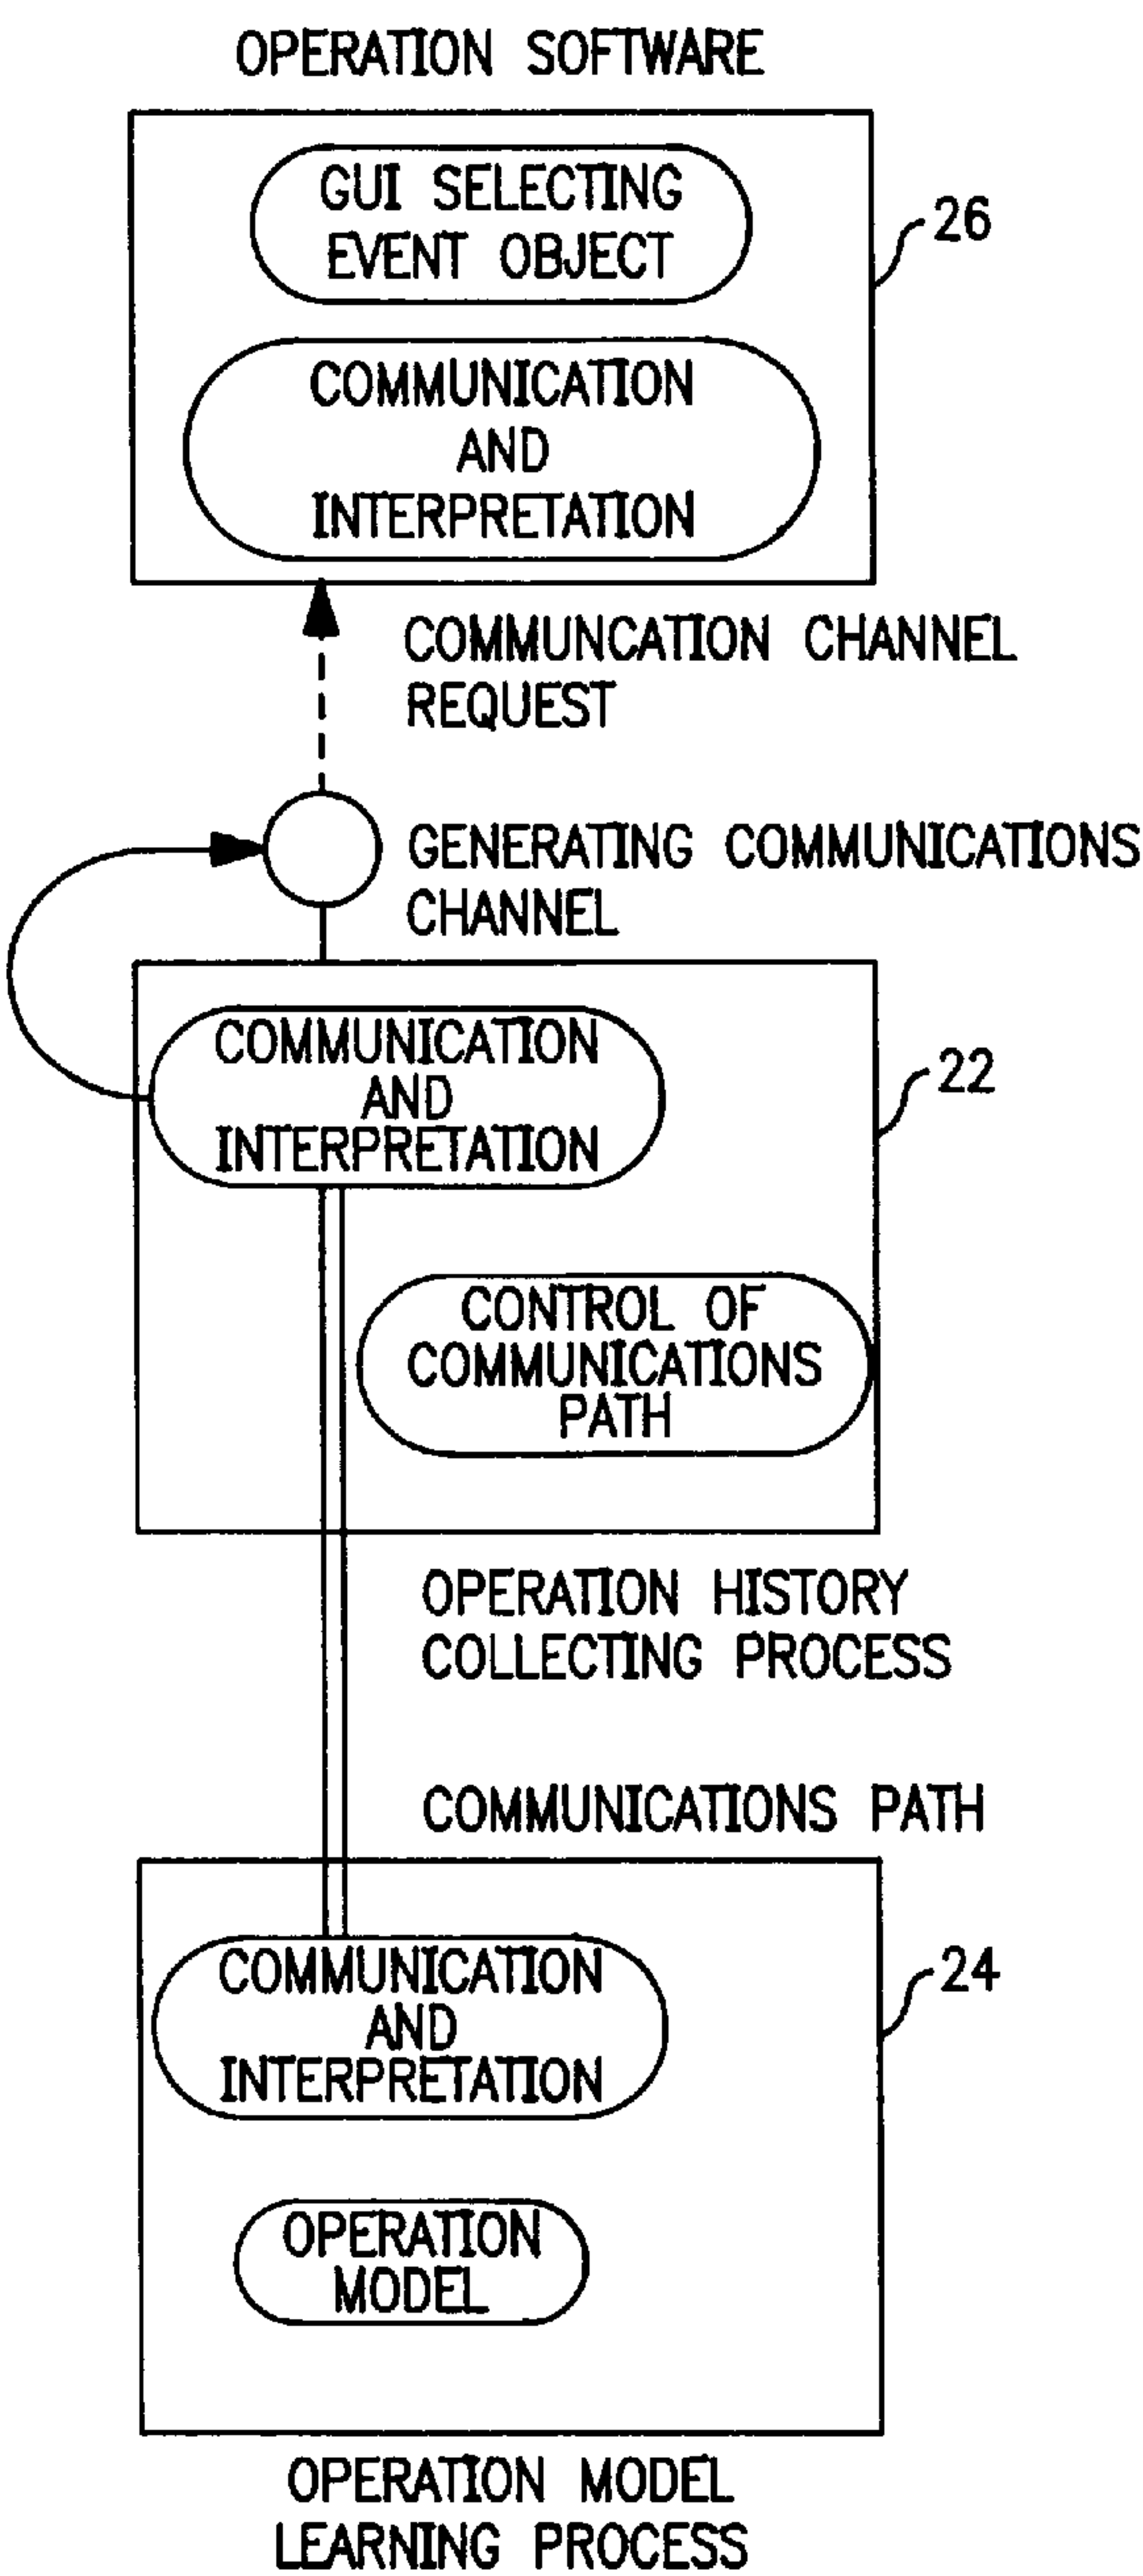 OPERATION SOFTWARE
GUI SELECTING
EVENT OBJECT
26
COMMUNICATION
AND
INTERPRETATION
COMMUNCATION CHANNEL
REQUEST
GENERATING COMMUNICATIONS
CHANNEL
COMMUNICATION
AND
INTERPRETATION
22
CONTROL OF
COMMUNICATIONS
PATH
OPERATION HISTORY
COLLECTING PROCESS
COMMUNICATIONS PATH
COMMUNICATION
AND
INTERPRETATION
24
OPERATION
MODEL
OPERATION MODEL
LEARNING PROCESS